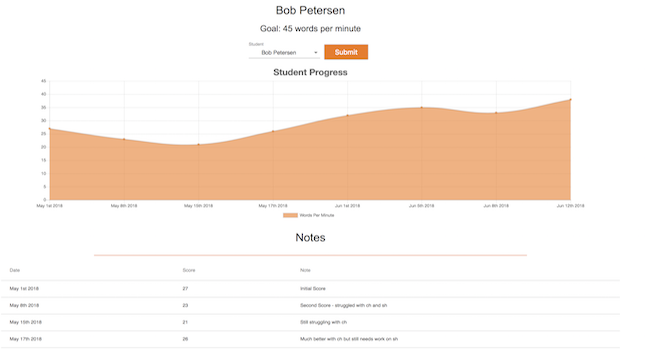 Bob Petersen
Goal: 45 words per minute
Student
Bob Petersen
Submit
Student Progress
45
40
35
30
25
20
15
10
5
0
May 1st 2018 May 8th 2018 May 15th 2018 May 17th 2018 Jun 1st 2018 Jun 5th 2018 Jun 8th 2018 Jun 12th 2018
Words Per Minute
Notes
Date Score Note
May 1st 2018 27 Initial Score
May 8th 2018 23 Second Score - struggled with ch and sh
May 15th 2018 21 Still struggling with ch
May 17th 2018 26 Much better with ch but still needs work on sh